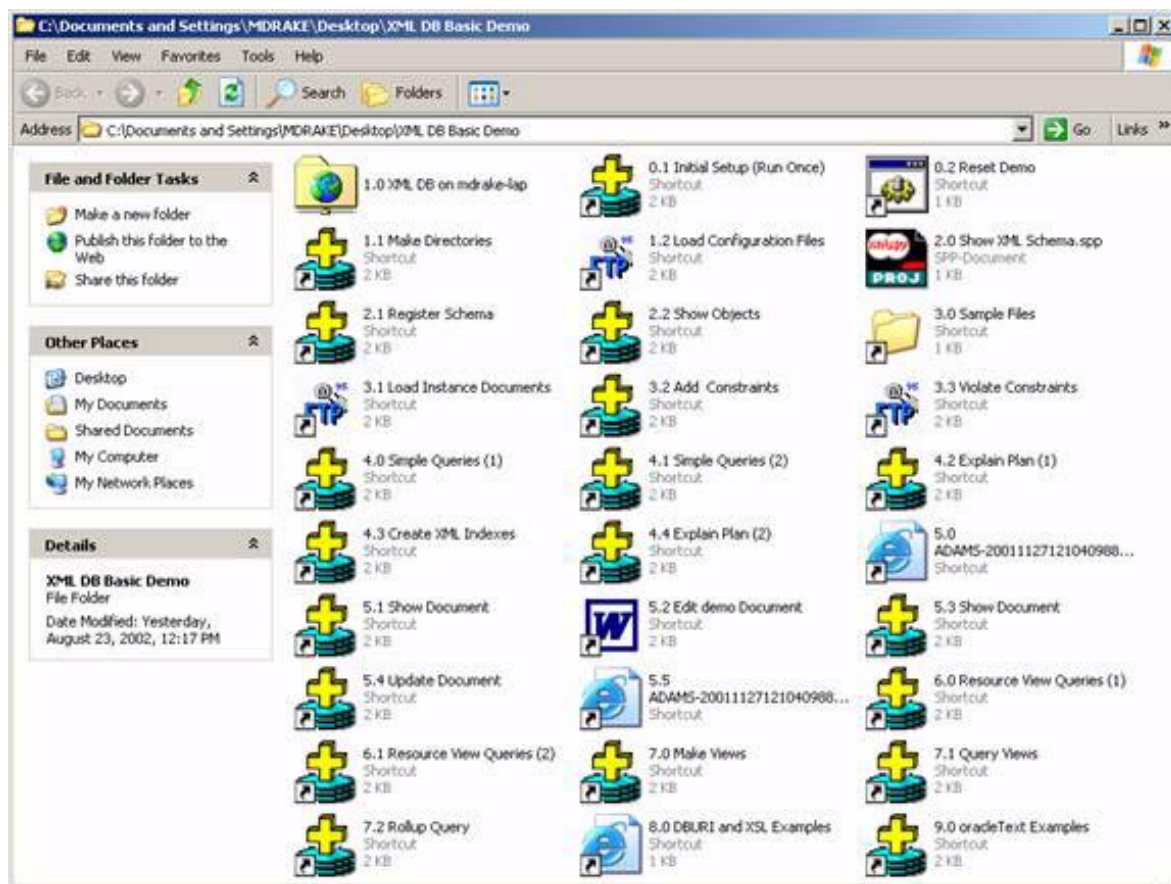 C:\Documents and Settings\MDRAKE\Desktop\XML DB Basic Demo
File Edit View Favorites Tools Help
Back Search Folders
Address C:\Documents and Settings\MDRAKE\Desktop\XML DB Basic Demo Go Links »
File and Folder Tasks
Make a new folder
Publish this folder to the
Web
Share this folder
Other Places
Desktop
My Documents
Shared Documents
My Computer
My Network Places
Details
XML DB Basic Demo
File Folder
Date Modified: Yesterday,
August 23, 2002, 12:17 PM
1.0 XML DB on mdrake-lap
0.1 Initial Setup (Run Once)
Shortcut
2 KB
0.2 Reset Demo
Shortcut
1 KB
1.1 Make Directories
Shortcut
2 KB
FTP
1.2 Load Configuration Files
Shortcut
2 KB
PROJ
2.0 Show XML Schema.spp
SPP-Document
1 KB
2.1 Register Schema
Shortcut
2 KB
2.2 Show Objects
Shortcut
2 KB
3.0 Sample Files
Shortcut
1 KB
FTP
3.1 Load Instance Documents
Shortcut
2 KB
3.2 Add Constraints
Shortcut
2 KB
FTP
3.3 Violate Constraints
Shortcut
2 KB
4.0 Simple Queries (1)
Shortcut
2 KB
4.1 Simple Queries (2)
Shortcut
2 KB
4.2 Explain Plan (1)
Shortcut
2 KB
4.3 Create XML Indexes
Shortcut
2 KB
4.4 Explain Plan (2)
Shortcut
2 KB
5.0
ADAMS-20011127121040988...
Shortcut
5.1 Show Document
Shortcut
2 KB
W
5.2 Edit demo Document
Shortcut
2 KB
5.3 Show Document
Shortcut
2 KB
5.4 Update Document
Shortcut
2 KB
5.5
ADAMS-20011127121040988...
Shortcut
6.0 Resource View Queries (1)
Shortcut
2 KB
6.1 Resource View Queries (2)
Shortcut
2 KB
7.0 Make Views
Shortcut
2 KB
7.1 Query Views
Shortcut
2 KB
7.2 Rollup Query
Shortcut
2 KB
8.0 DBURI and XSL Examples
Shortcut
1 KB
9.0 oracleText Examples
Shortcut
2 KB